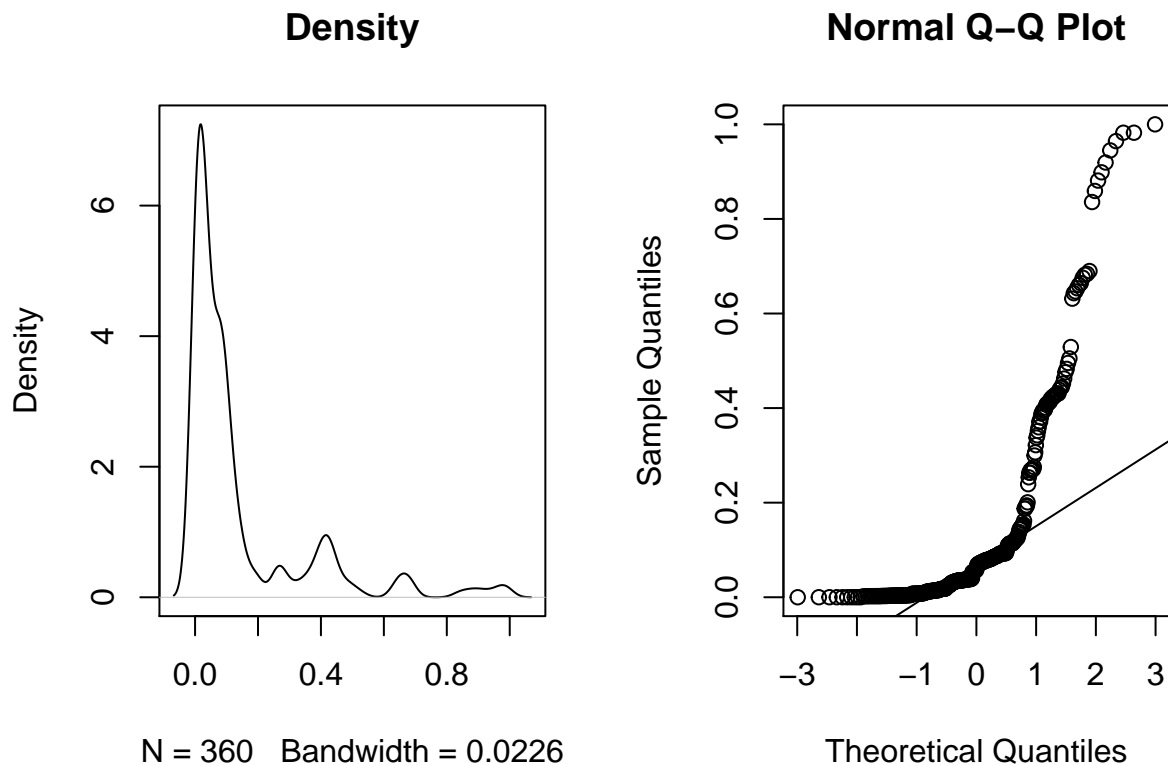 Density
Density
0
2
4
6
0.0 0.4 0.8
N = 360 Bandwidth = 0.0226
Normal Q−Q Plot
Sample Quantiles
0.0
0.2
0.4
0.6
0.8
1.0
−3 −1 0 1 2 3
Theoretical Quantiles